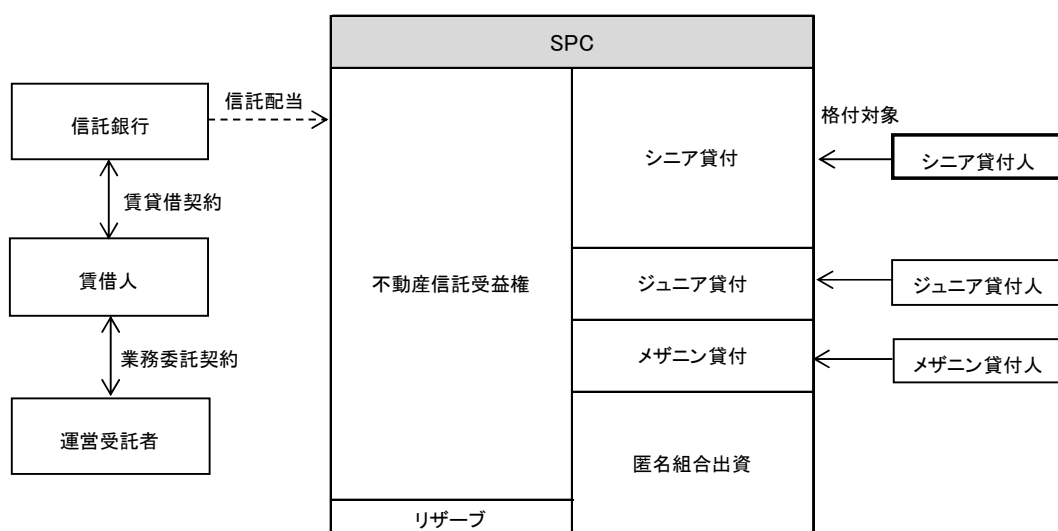 SPC
信託銀行
信託配当
賃貸借契約
賃借人
業務委託契約
運営受託者
不動産信託受益権
リザーブ
シニア貸付
ジュニア貸付
メザニン貸付
匿名組合出資
格付対象
シニア貸付人
ジュニア貸付人
メザニン貸付人